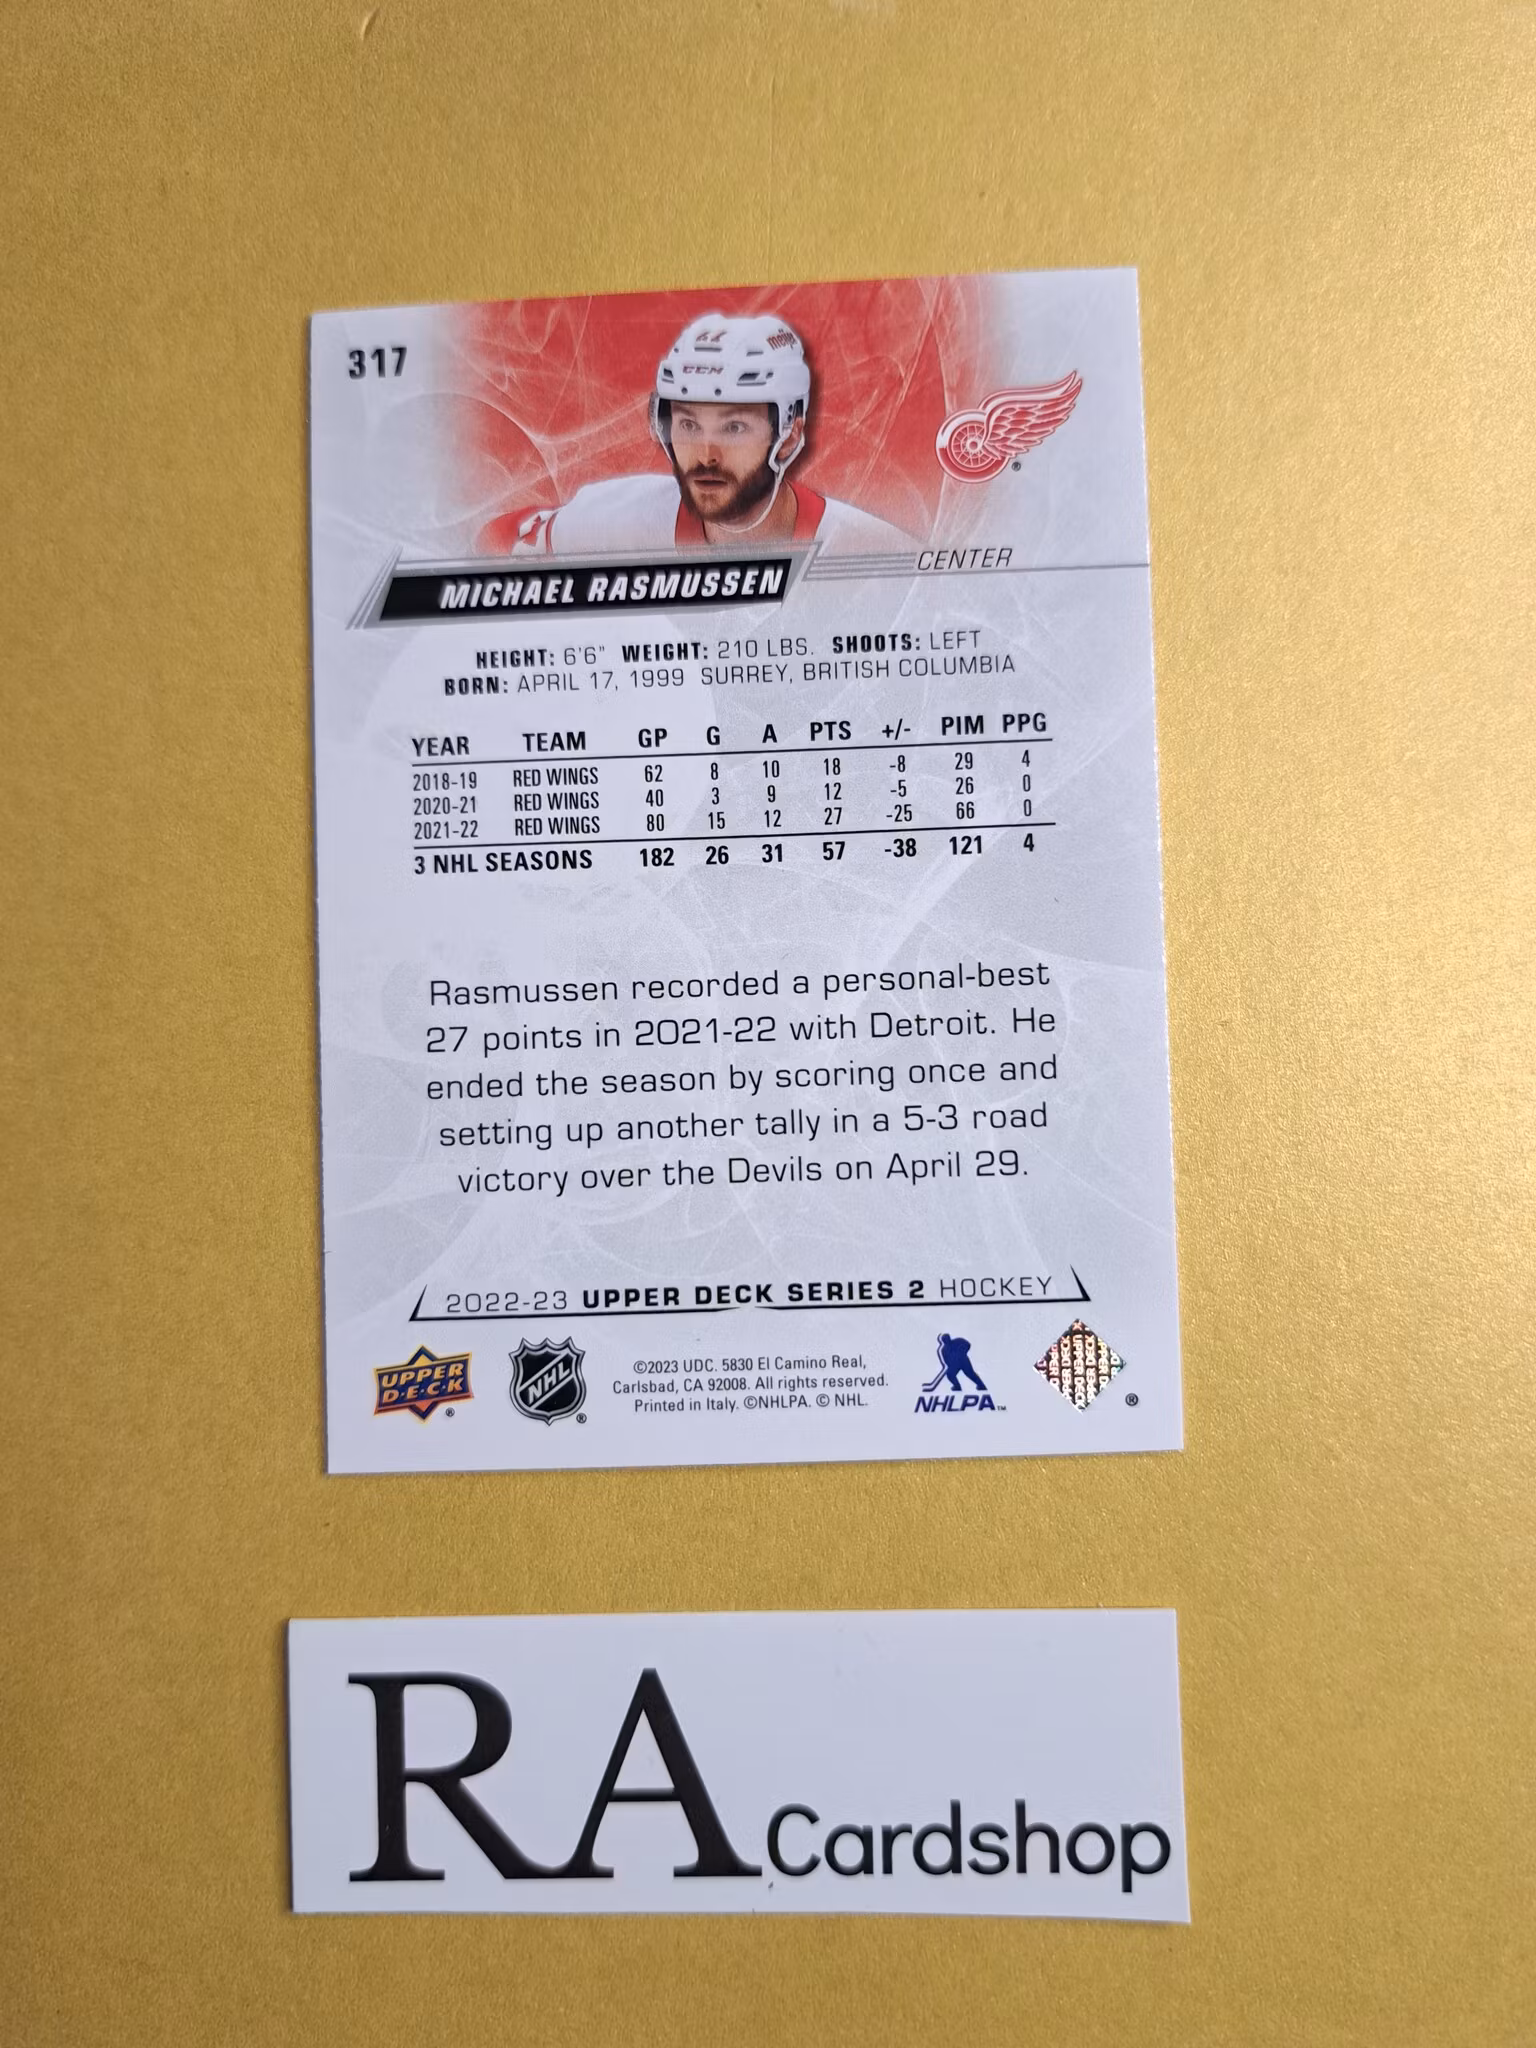 317
meijer
CCM
CENTER
MICHAEL RASMUSSEN
HEIGHT: 6'6" WEIGHT: 210 LBS. SHOOTS: LEFT
BORN: APRIL 17, 1999 SURREY, BRITISH COLUMBIA
YEAR TEAM GP G A PTS +/- PIM PPG
2018-19 RED WINGS 62 8 10 18 -8 29 4
2020-21 RED WINGS 40 3 9 12 -5 26 0
2021-22 RED WINGS 80 15 12 27 -25 66 0
3 NHL SEASONS 182 26 31 57 -38 121 4
Rasmussen recorded a personal-best
27 points in 2021-22 with Detroit. He
ended the season by scoring once and
setting up another tally in a 5-3 road
victory over the Devils on April 29.
2022-23 UPPER DECK SERIES 2 HOCKEY
UPPER
D·E·C·K
®
NHL
®
©2023 UDC. 5830 El Camino Real,
Carlsbad, CA 92008. All rights reserved.
Printed in Italy. ©NHLPA. © NHL.
NHLPA™
®
RA Cardshop